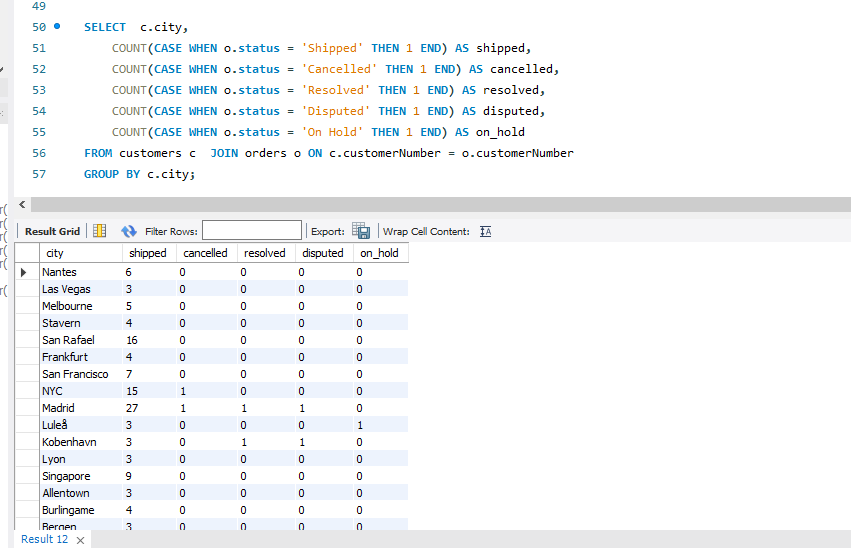 49
50 SELECT c.city,
51 COUNT(CASE WHEN o.status = 'Shipped' THEN 1 END) AS shipped,
52 COUNT(CASE WHEN o.status = 'Cancelled' THEN 1 END) AS cancelled,
53 COUNT(CASE WHEN o.status = 'Resolved' THEN 1 END) AS resolved,
54 COUNT(CASE WHEN o.status = 'Disputed' THEN 1 END) AS disputed,
55 COUNT(CASE WHEN o.status = 'On Hold' THEN 1 END) AS on_hold
56 FROM customers c JOIN orders o ON c.customerNumber = o.customerNumber
57 GROUP BY c.city;
Result Grid Filter Rows: Export: Wrap Cell Content:
city shipped cancelled resolved disputed on_hold
Nantes 6 0 0 0 0
Las Vegas 3 0 0 0 0
Melbourne 5 0 0 0 0
Stavern 4 0 0 0 0
San Rafael 16 0 0 0 0
Frankfurt 4 0 0 0 0
San Francisco 7 0 0 0 0
NYC 15 1 0 0 0
Madrid 27 1 1 1 0
Luleå 3 0 0 0 1
Kobenhavn 3 0 1 1 0
Lyon 3 0 0 0 0
Singapore 9 0 0 0 0
Allentown 3 0 0 0 0
Burlingame 4 0 0 0 0
Bergen 3 0 0 0 0
Result 12